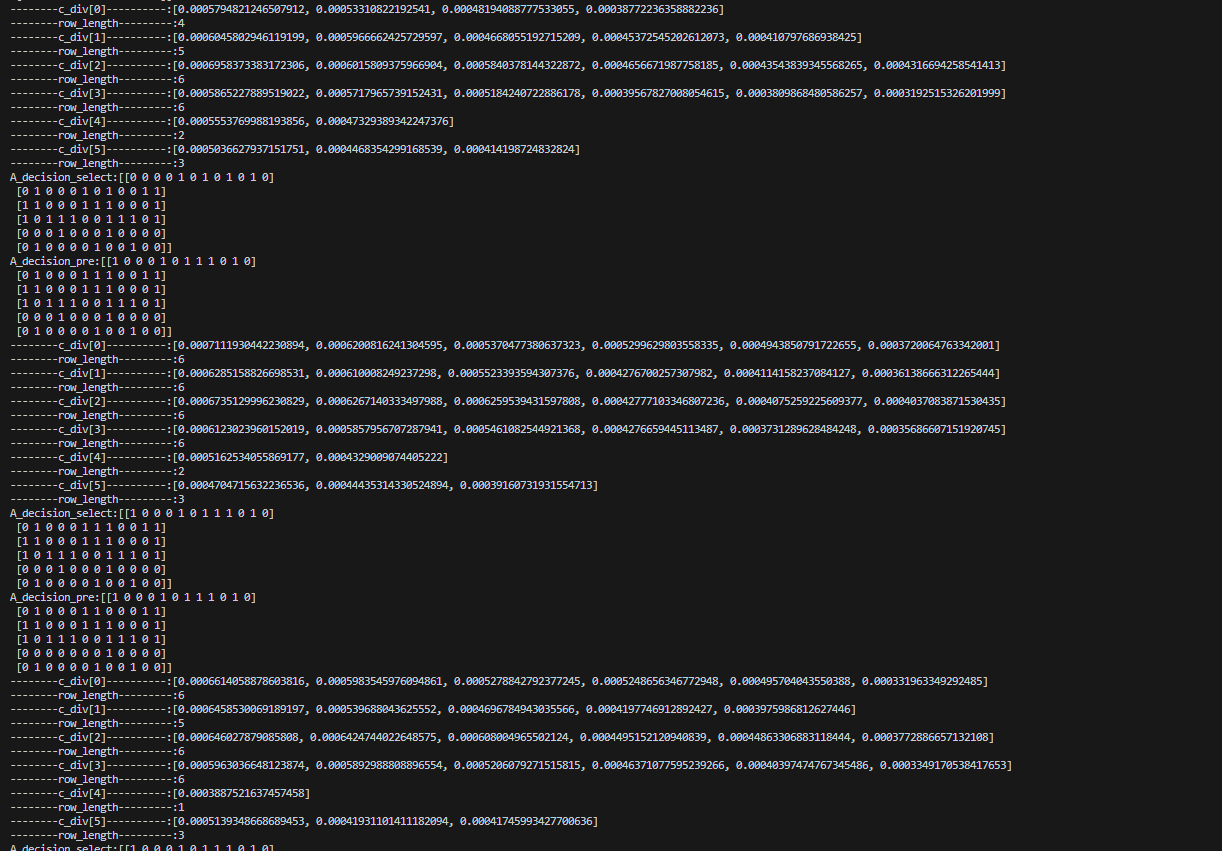 --------c_div[0]----------:[0.0005794821246507912, 0.00053310822192541, 0.00048194088777533055, 0.00038772236358882236]
--------row_length---------:4
--------c_div[1]----------:[0.0006045802946119199, 0.0005966662425729597, 0.0004668055192715209, 0.00045372545202612073, 0.000410797686938425]
--------row_length---------:5
--------c_div[2]----------:[0.0006958373383172306, 0.0006015809375966904, 0.0005840378144322872, 0.0004656671987758185, 0.00043543839345568265, 0.0004316694258541413]
--------row_length---------:6
--------c_div[3]----------:[0.0005865227889519022, 0.0005717965739152431, 0.0005184240722886178, 0.00039567827008054615, 0.0003809868480586257, 0.0003192515326201999]
--------row_length---------:6
--------c_div[4]----------:[0.0005553769988193856, 0.00047329389342247376]
--------row_length---------:2
--------c_div[5]----------:[0.0005036627937151751, 0.0004468354299168539, 0.000414198724832824]
--------row_length---------:3
A_decision_select:[[0 0 0 0 1 0 1 0 1 0 1 0]
[0 1 0 0 0 1 0 1 0 0 1 1]
[1 1 0 0 0 1 1 1 0 0 0 1]
[1 0 1 1 1 0 0 1 1 1 0 1]
[0 0 0 1 0 0 0 1 0 0 0 0]
[0 1 0 0 0 0 1 0 0 1 0 0]]
A_decision_pre:[[1 0 0 0 1 0 1 1 1 0 1 0]
[0 1 0 0 0 1 1 1 0 0 1 1]
[1 1 0 0 0 1 1 1 0 0 0 1]
[1 0 1 1 1 0 0 1 1 1 0 1]
[0 0 0 1 0 0 0 1 0 0 0 0]
[0 1 0 0 0 0 1 0 0 1 0 0]]
--------c_div[0]----------:[0.0007111930442230894, 0.0006200816241304595, 0.0005370477380637323, 0.0005299629803558335, 0.0004943850791722655, 0.0003720064763342001]
--------row_length---------:6
--------c_div[1]----------:[0.0006285158826698531, 0.000610008249237298, 0.0005523393594307376, 0.0004276700257307982, 0.0004114158237084127, 0.00036138666312265444]
--------row_length---------:6
--------c_div[2]----------:[0.0006735129996230829, 0.0006267140333497988, 0.0006259539431597808, 0.00042777103346807236, 0.0004075259225609377, 0.0004037083871530435]
--------row_length---------:6
--------c_div[3]----------:[0.0006123023960152019, 0.0005857956707287941, 0.0005461082544921368, 0.0004276659445113487, 0.0003731289628484248, 0.00035686607151920745]
--------row_length---------:6
--------c_div[4]----------:[0.0005162534055869177, 0.0004329009074405222]
--------row_length---------:2
--------c_div[5]----------:[0.0004704715632236536, 0.00044435314330524894, 0.00039160731931554713]
--------row_length---------:3
A_decision_select:[[1 0 0 0 1 0 1 1 1 0 1 0]
[0 1 0 0 0 1 1 1 0 0 1 1]
[1 1 0 0 0 1 1 1 0 0 0 1]
[1 0 1 1 1 0 0 1 1 1 0 1]
[0 0 0 1 0 0 0 1 0 0 0 0]
[0 1 0 0 0 0 1 0 0 1 0 0]]
A_decision_pre:[[1 0 0 0 1 0 1 1 1 0 1 0]
[0 1 0 0 0 1 1 0 0 0 1 1]
[1 1 0 0 0 1 1 1 0 0 0 1]
[1 0 1 1 1 0 0 1 1 1 0 1]
[0 0 0 0 0 0 0 1 0 0 0 0]
[0 1 0 0 0 0 1 0 0 1 0 0]]
--------c_div[0]----------:[0.0006614058878603816, 0.0005983545976094861, 0.0005278842792377245, 0.0005248656346772948, 0.000495704043550388, 0.000331963349292485]
--------row_length---------:6
--------c_div[1]----------:[0.0006458530069189197, 0.000539688043625552, 0.0004696784943035566, 0.0004197746912892427, 0.0003975986812627446]
--------row_length---------:5
--------c_div[2]----------:[0.000646027879085808, 0.0006424744022648575, 0.000608004965502124, 0.0004495152120940839, 0.00044863306883118444, 0.0003772886657132108]
--------row_length---------:6
--------c_div[3]----------:[0.0005963036648123874, 0.0005892988808896554, 0.0005206079271515815, 0.00046371077595239266, 0.00040397474767345486, 0.0003349170538417653]
--------row_length---------:6
--------c_div[4]----------:[0.0003887521637457458]
--------row_length---------:1
--------c_div[5]----------:[0.0005139348668689453, 0.00041931101411182094, 0.00041745993427700636]
--------row_length---------:3
A_decision_select:[[1 0 0 0 1 0 1 1 1 0 1 0]